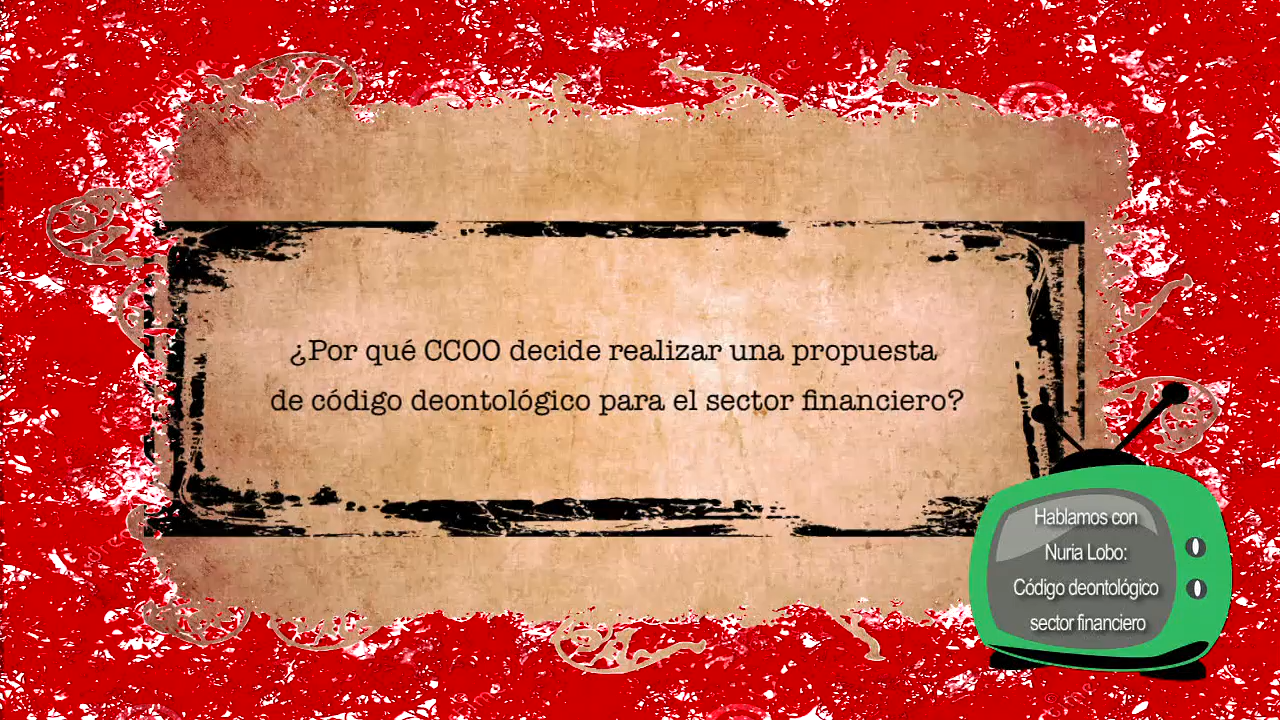 ¿Por qué CCOO decide realizar una propuesta
de código deontológico para el sector financiero?
Hablamos con
Nuria Lobo:
Código deontológico
sector financiero